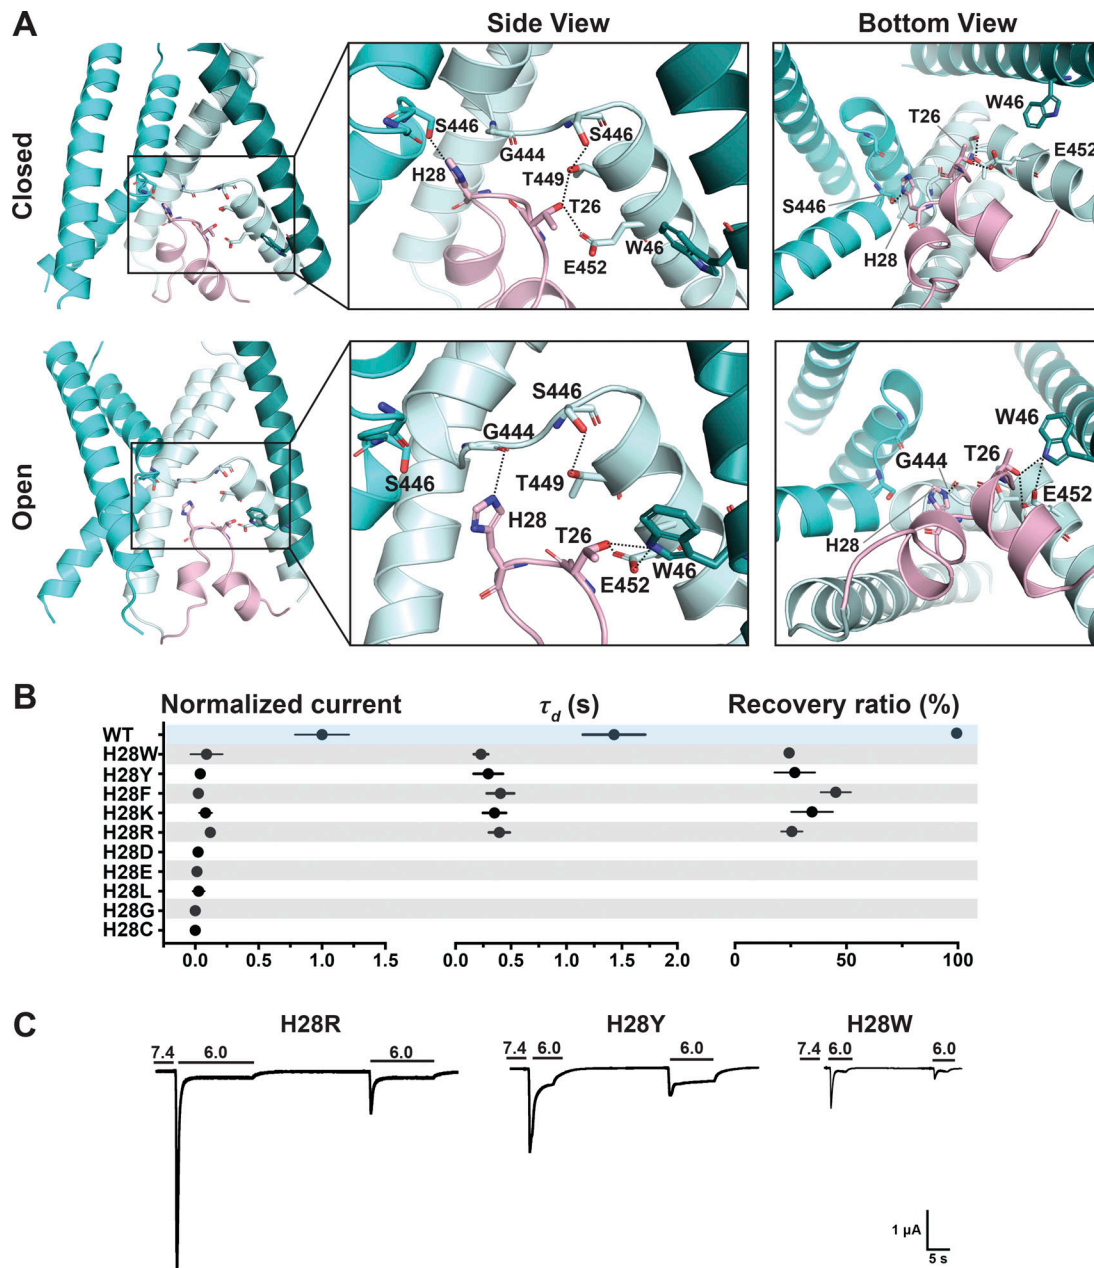 A
Side View
Bottom View
Closed
S446
G444
S446
H28
T449
T26
W46
E452
W46
T26
E452
S446
H28
Open
S446
G444
S446
T449
H28
T26
E452
W46
W46
G444
T26
E452
H28
B
Normalized current
τd (s)
Recovery ratio (%)
WT
H28W
H28Y
H28F
H28K
H28R
H28D
H28E
H28L
H28G
H28C
0.0 0.5 1.0 1.5
0.0 0.5 1.0 1.5 2.0
0 50 100
C
H28R
H28Y
H28W
7.4 6.0 6.0
7.4 6.0 6.0
7.4 6.0 6.0
1 µA
5 s